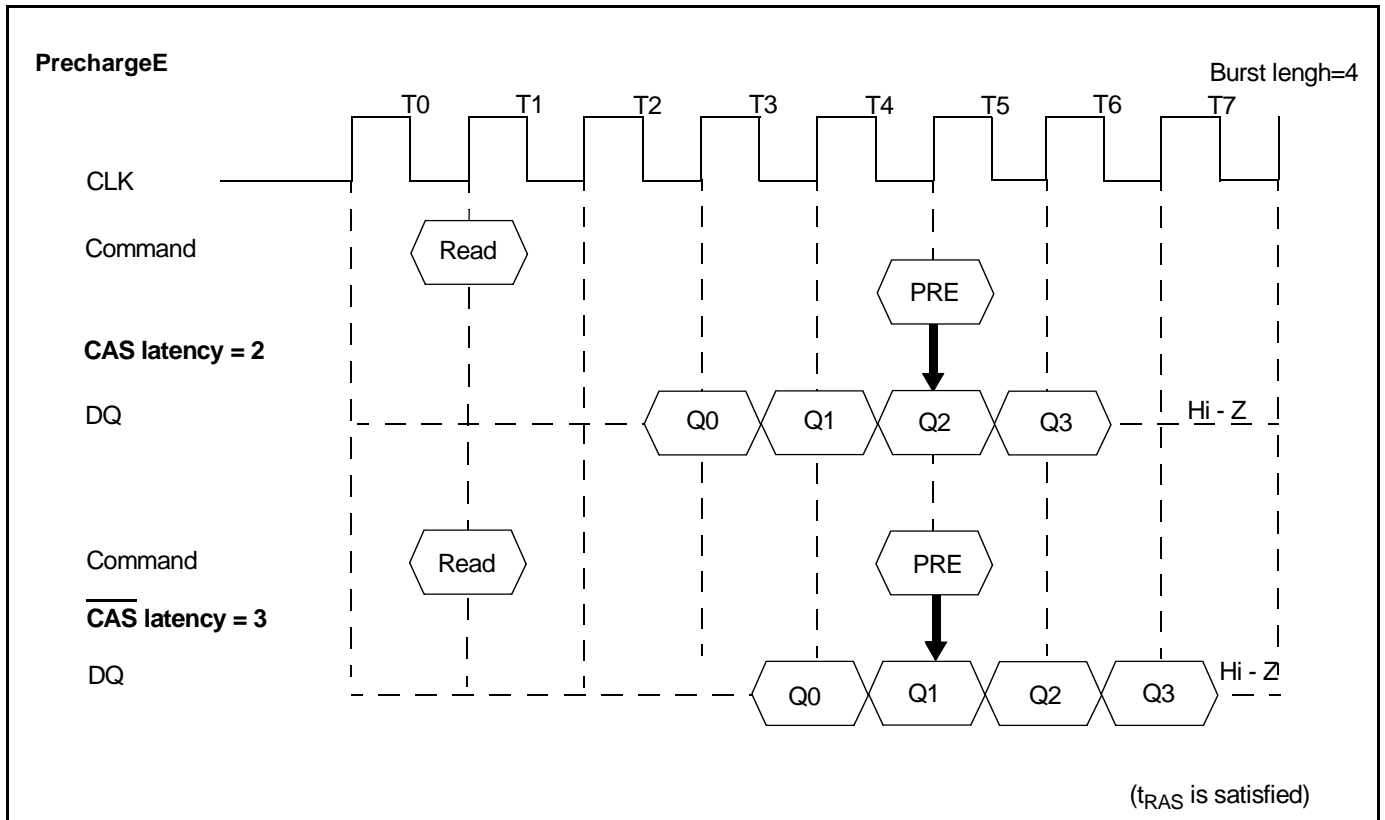 PrechargeE
Burst lengh=4
T0 T1 T2 T3 T4 T5 T6 T7
CLK
Command Read
PRE
CAS latency = 2
DQ Q0 Q1 Q2 Q3 Hi - Z
Command Read PRE
CAS latency = 3
DQ Q0 Q1 Q2 Q3 Hi - Z
(tRAS is satisfied)